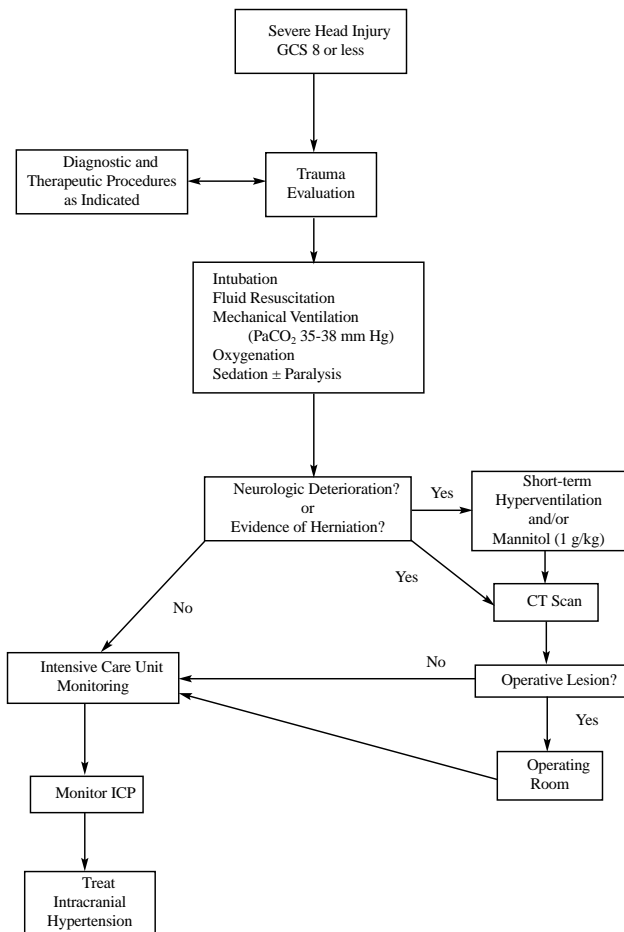 Severe Head Injury
GCS 8 or less
Diagnostic and
Therapeutic Procedures
as Indicated
Trauma
Evaluation
Intubation
Fluid Resuscitation
Mechanical Ventilation
(PaCO₂ 35-38 mm Hg)
Oxygenation
Sedation ± Paralysis
Neurologic Deterioration?
or
Evidence of Herniation?
Yes
Short-term
Hyperventilation
and/or
Mannitol (1 g/kg)
Yes
No
CT Scan
Intensive Care Unit
Monitoring
No
Operative Lesion?
Yes
Operating
Room
Monitor ICP
Treat
Intracranial
Hypertension